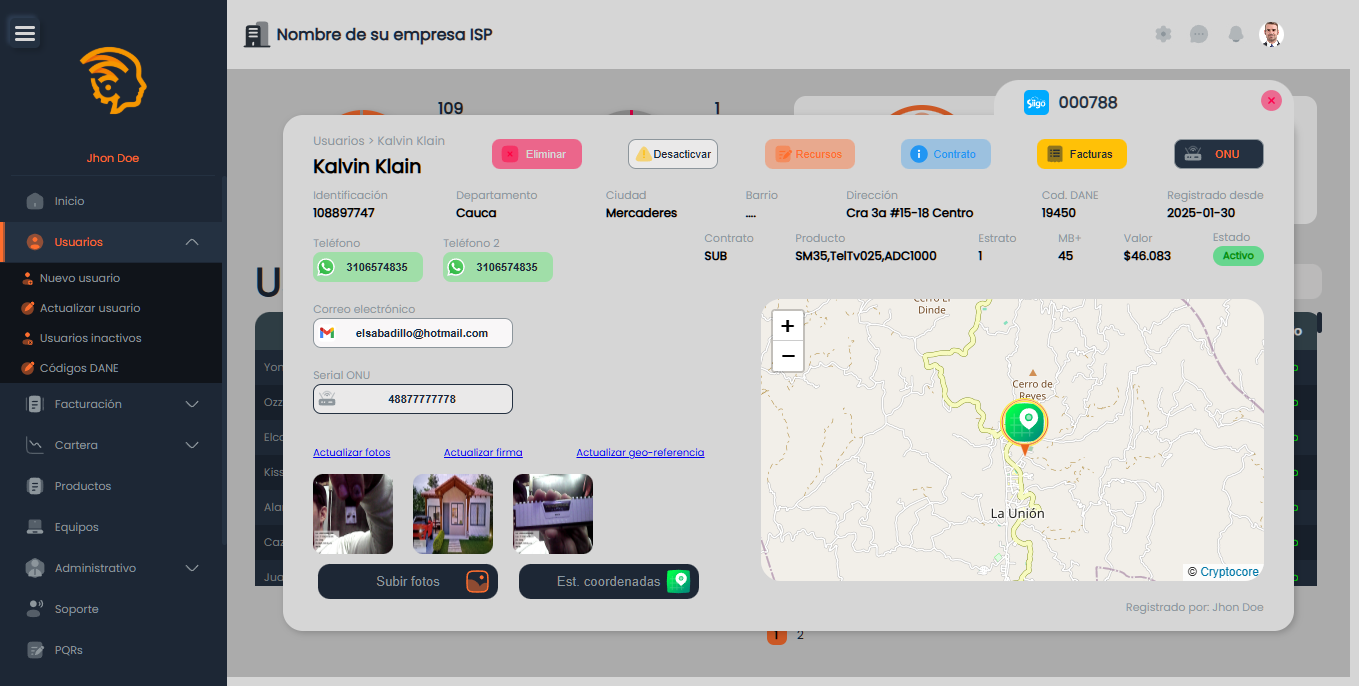 Nombre de su empresa ISP
Jhon Doe
Inicio
Usuarios
Nuevo usuario
Actualizar usuario
Usuarios inactivos
Códigos DANE
Facturación
Cartera
Productos
Equipos
Administrativo
Soporte
PQRs
109
1
Siigo 000788
Usuarios > Kalvin Klain
Kalvin Klain
Eliminar
Desacticvar
Recursos
Contrato
Facturas
ONU
Identificación
108897747
Departamento
Cauca
Ciudad
Mercaderes
Barrio
....
Dirección
Cra 3a #15-18 Centro
Cod. DANE
19450
Registrado desde
2025-01-30
Teléfono
3106574835
Teléfono 2
3106574835
Contrato
SUB
Producto
SM35,TelTv025,ADC1000
Estrato
1
MB+
45
Valor
$46.083
Estado
Activo
Correo electrónico
elsabadillo@hotmail.com
Serial ONU
48877777778
Actualizar fotos
Actualizar firma
Actualizar geo-referencia
Subir fotos
Est. coordenadas
+
−
Cerro El
Dinde
Cerro de
Reyes
La Unión
© Cryptocore
Registrado por: Jhon Doe
U
o
Yon
Ozz
Elco
Kiss
Alan
Caz
Jua
1
2